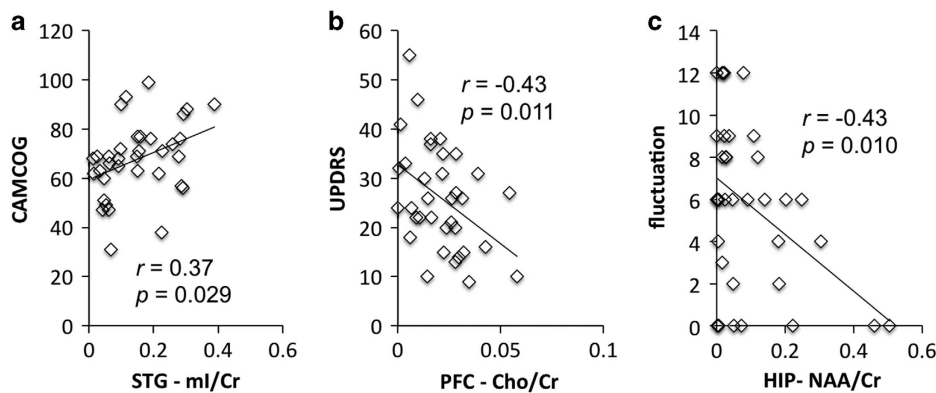 a
CAMCOG
120
100
80
60
40
20
0
r = 0.37
p = 0.029
0 0.2 0.4 0.6
STG - mI/Cr
b
UPDRS
60
50
40
30
20
10
0
r = -0.43
p = 0.011
0 0.05 0.1
PFC - Cho/Cr
c
fluctuation
14
12
10
8
6
4
2
0
r = -0.43
p = 0.010
0 0.2 0.4 0.6
HIP- NAA/Cr